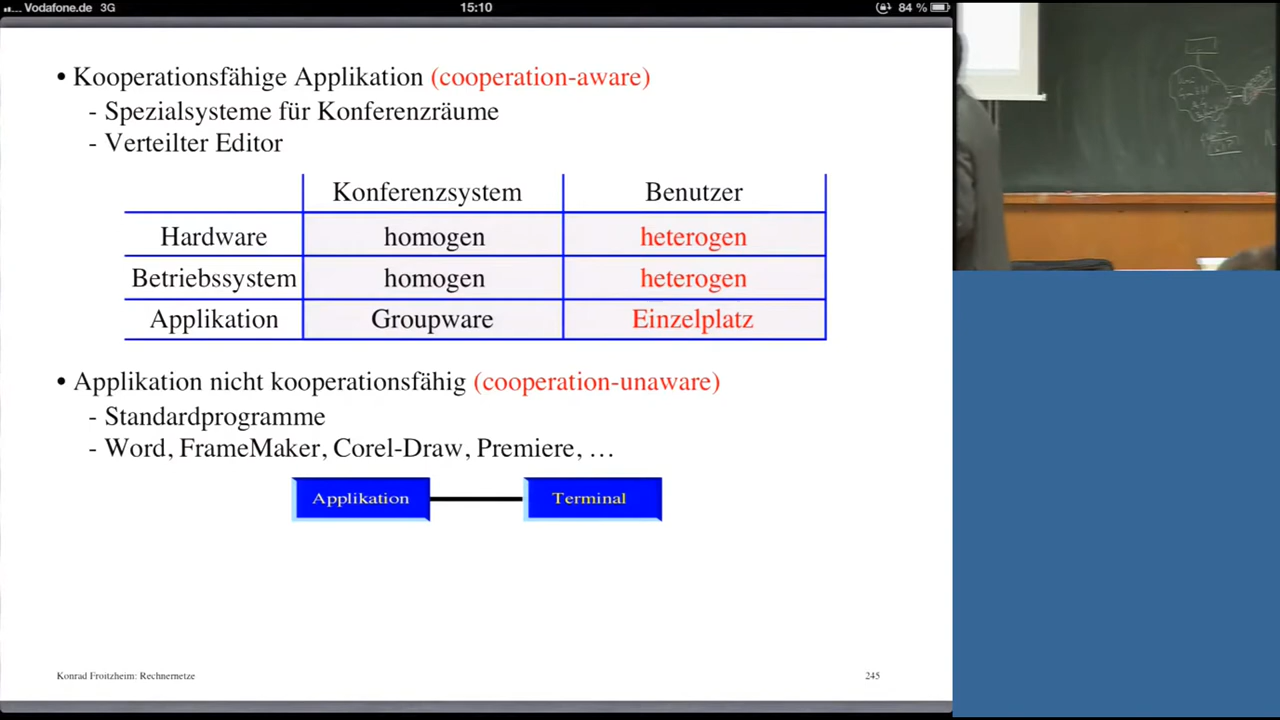 Vodafone.de 3G 15:10 84 %
• Kooperationsfähige Applikation (cooperation-aware)
- Spezialsysteme für Konferenzräume
- Verteilter Editor
Konferenzsystem Benutzer
Hardware homogen heterogen
Betriebssystem homogen heterogen
Applikation Groupware Einzelplatz
• Applikation nicht kooperationsfähig (cooperation-unaware)
- Standardprogramme
- Word, FrameMaker, Corel-Draw, Premiere, …
Applikation Terminal
Konrad Froitzheim: Rechnernetze 245